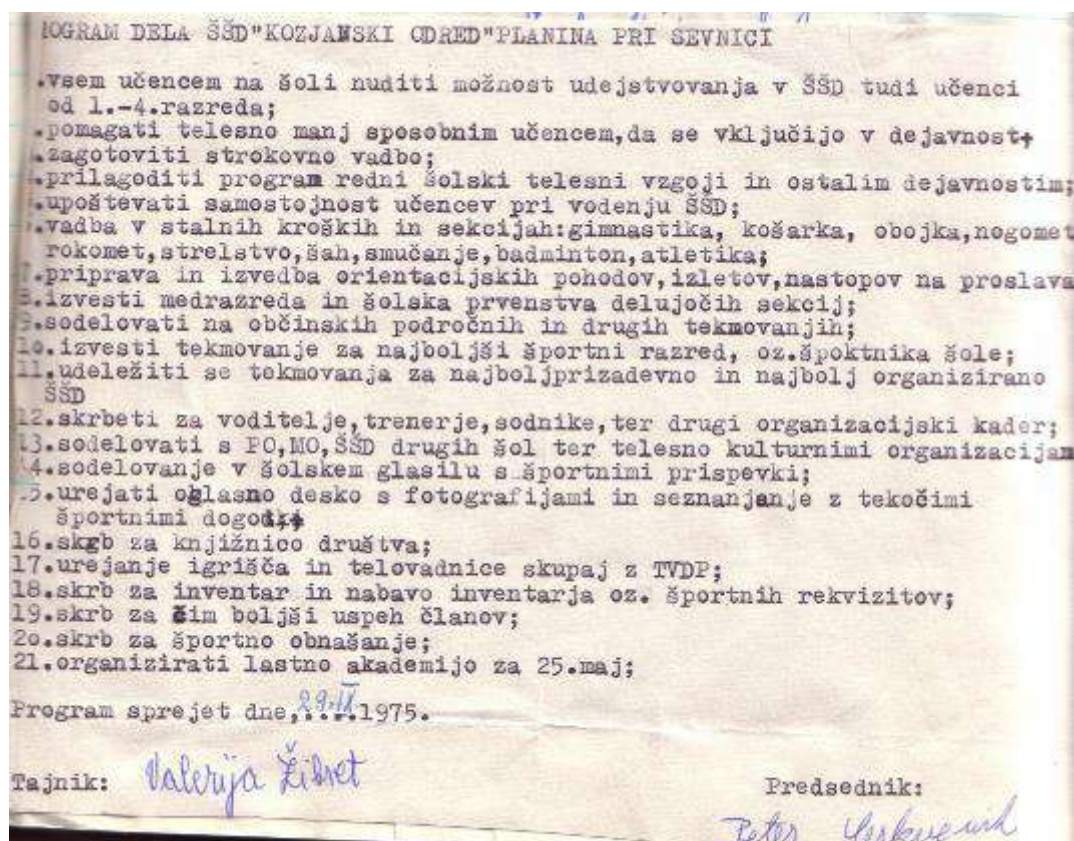 OGRAM DELA ŠŠD"KOZJANSKI ODRED"PLANINA PRI SEVNICI
.vsem učencem na šoli nuditi možnost udejstvovanja v ŠŠD tudi učenci
od 1.-4.razreda;
.pomagati telesno manj sposobnim učencem,da se vključijo v dejavnost;
.zagotoviti strokovno vadbo;
.prilagoditi program redni šolski telesni vzgoji in ostalim dejavnostim;
.upoštevati samostojnost učencev pri vodenju ŠŠD;
.vadba v stalnih kroških in sekcijah:gimnastika, košarka, obojka,nogomet
rokomet,strelstvo,šah,smučanje,badminton,atletika;
7.priprava in izvedba orientacijskih pohodov,izletov,nastopov na proslava
8.izvesti medrazreda in šolska prvenstva delujočih sekcij;
9.sodelovati na občinskih področnih in drugih tekmovanjih;
1o.izvesti tekmovanje za najboljši športni razred, oz.špoktnika šole;
11.udeležiti se tekmovanja za najboljprizadevno in najbolj organizirano
ŠŠD
12.skrbeti za voditelje,trenerje,sodnike,ter drugi organizacijski kader;
13.sodelovati s PO,MO,ŠŠD drugih šol ter telesno kulturnimi organizacijam
14.sodelovanje v šolskem glasilu s športnimi prispevki;
15.urejati oglasno desko s fotografijami in seznanjanje z tekočimi
športnimi dogodki;
16.skrb za knjižnico društva;
17.urejanje igrišča in telovadnice skupaj z TVDP;
18.skrb za inventar in nabavo inventarja oz. športnih rekvizitov;
19.skrb za čim boljši uspeh članov;
2o.skrb za športno obnašanje;
21.organizirati lastno akademijo za 25.maj;
Program sprejet dne,29.IX.1975.
Tajnik: Valerija Žibret
Predsednik:
Peter